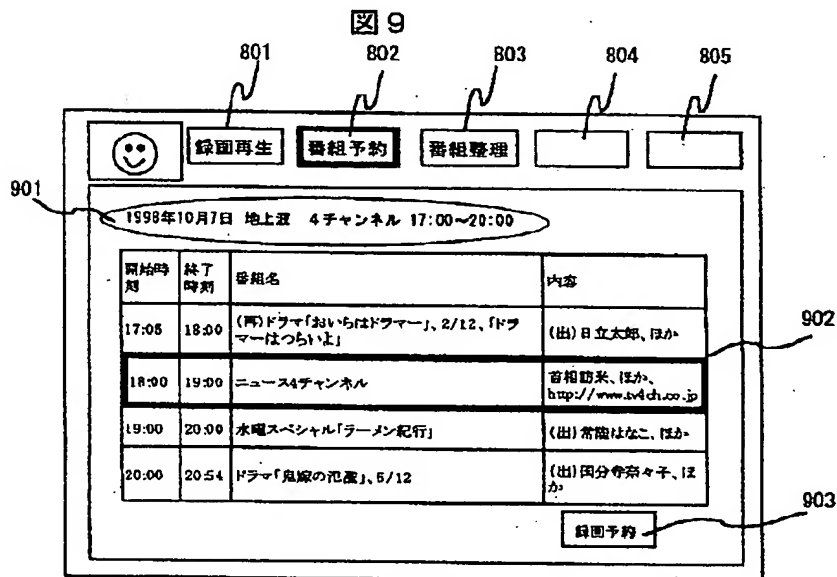 図9
801
802
803
804
805
録画再生
番組予約
番組整理
901
1998年10月7日 地上波 4チャンネル 17:00~20:00
開始時
刻
終了
時刻
番組名
内容
17:05
18:00
(再)ドラマ「おいらはドラマー」、2/12、「ドラ
マーはつらいよ」
(出)日立太郎、ほか
902
18:00
19:00
ニュース4チャンネル
首相訪米、ほか、
http://www.tv4ch.co.jp
19:00
20:00
水曜スペシャル「ラーメン紀行」
(出)常陸はなこ、ほか
20:00
20:54
ドラマ「鬼嫁の氾濫」、5/12
(出)国分寺奈々子、ほ
か
903
録画予約